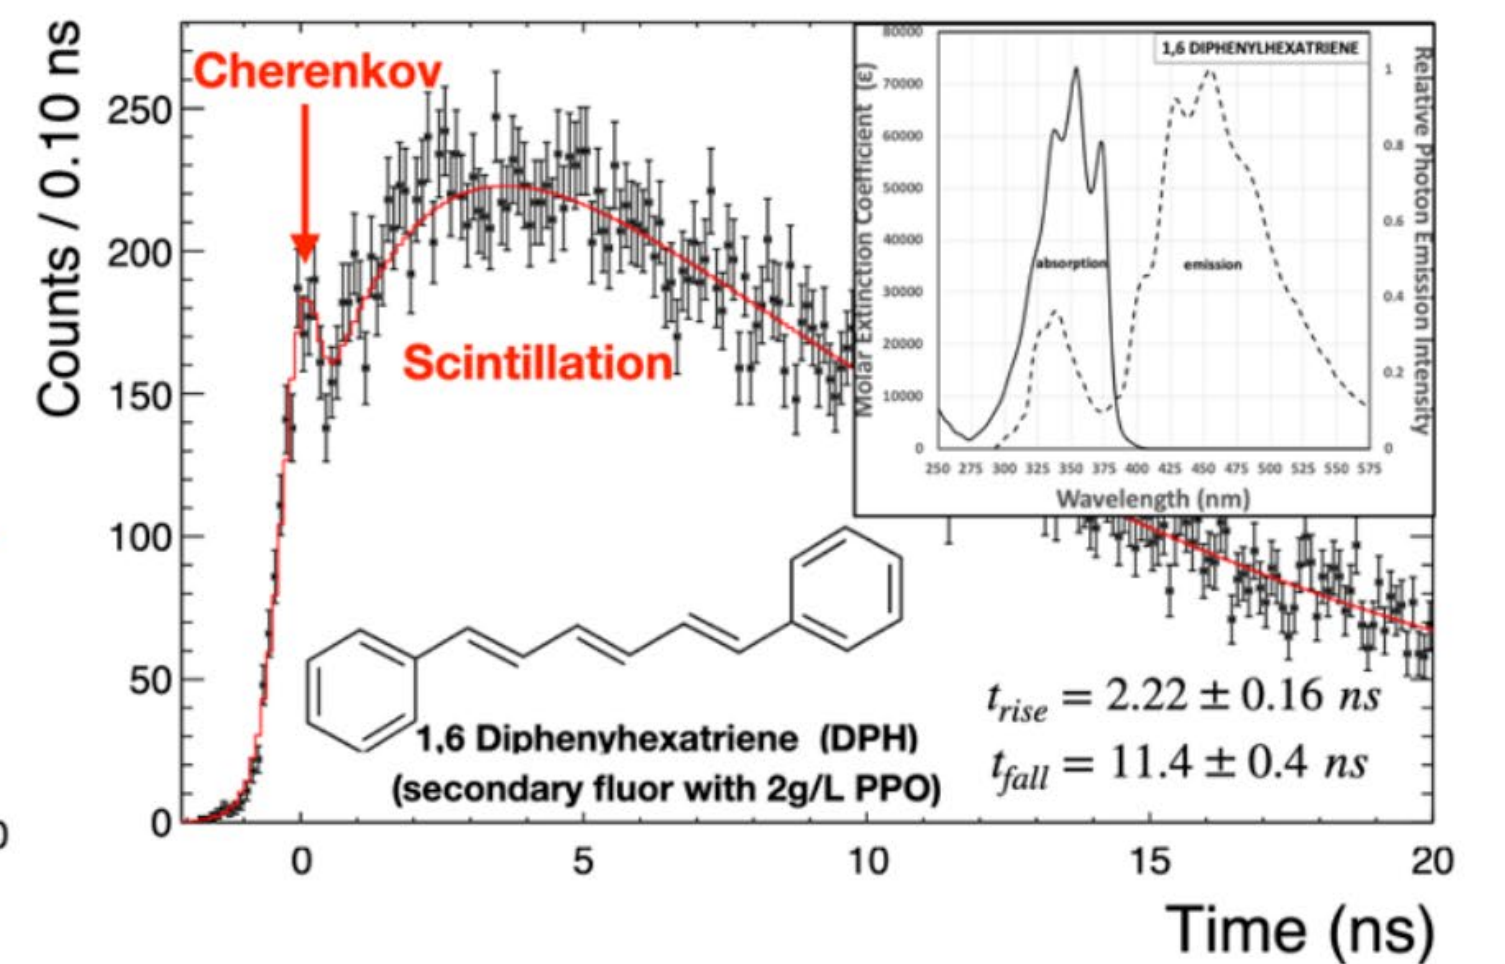 Counts / 0.10 ns
250
200
150
100
50
0
0
0
5
10
15
20
Time (ns)
Cherenkov
Scintillation
1,6 DIPHENYLHEXATRIENE
Molar Extinction Coefficient (ε)
80000
70000
60000
50000
40000
30000
20000
10000
0
absorption
emission
1
0.8
0.6
0.4
0.2
0
Relative Photon Emission Intensity
250 275 300 325 350 375 400 425 450 475 500 525 550 575
Wavelength (nm)
1,6 Diphenyhexatriene (DPH)
(secondary fluor with 2g/L PPO)
t_rise = 2.22 ± 0.16 ns
t_fall = 11.4 ± 0.4 ns